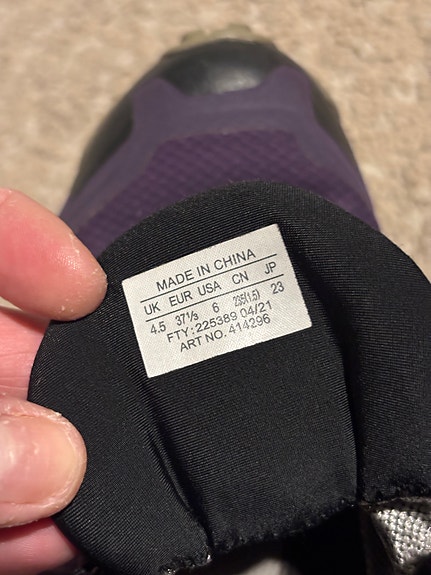 MADE IN CHINA
UK EUR USA CN JP
4.5 37⅓ 6 235(1.5) 23
FTY:225389 04/21
ART NO. 414296